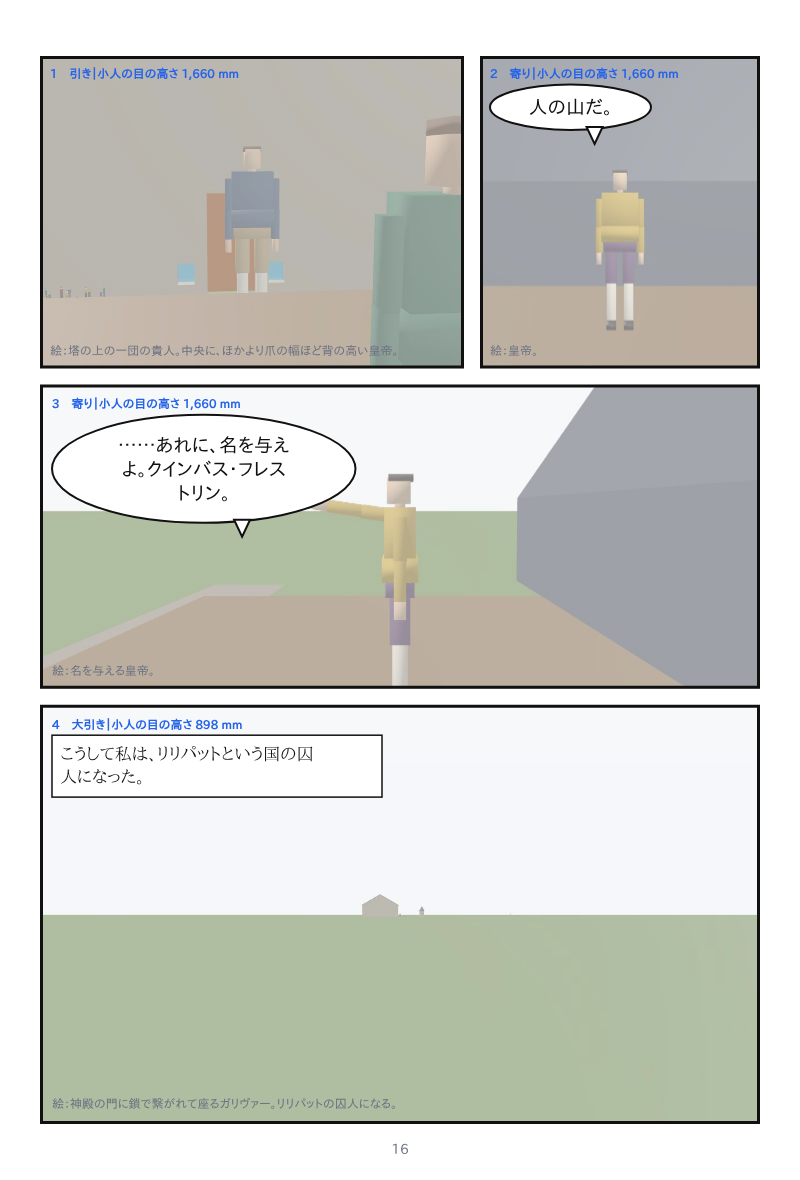 1 引き|小人の目の高さ 1,660 mm
絵:塔の上の一団の貴人。中央に、ほかより爪の幅ほど背の高い皇帝。
2 寄り|小人の目の高さ 1,660 mm
人の山だ。
絵:皇帝。
3 寄り|小人の目の高さ 1,660 mm
……あれに、名を与え
よ。クインバス・フレス
トリン。
絵:名を与える皇帝。
4 大引き|小人の目の高さ 898 mm
こうして私は、リリパットという国の囚
人になった。
絵:神殿の門に鎖で繋がれて座るガリヴァー。リリパットの囚人になる。
16